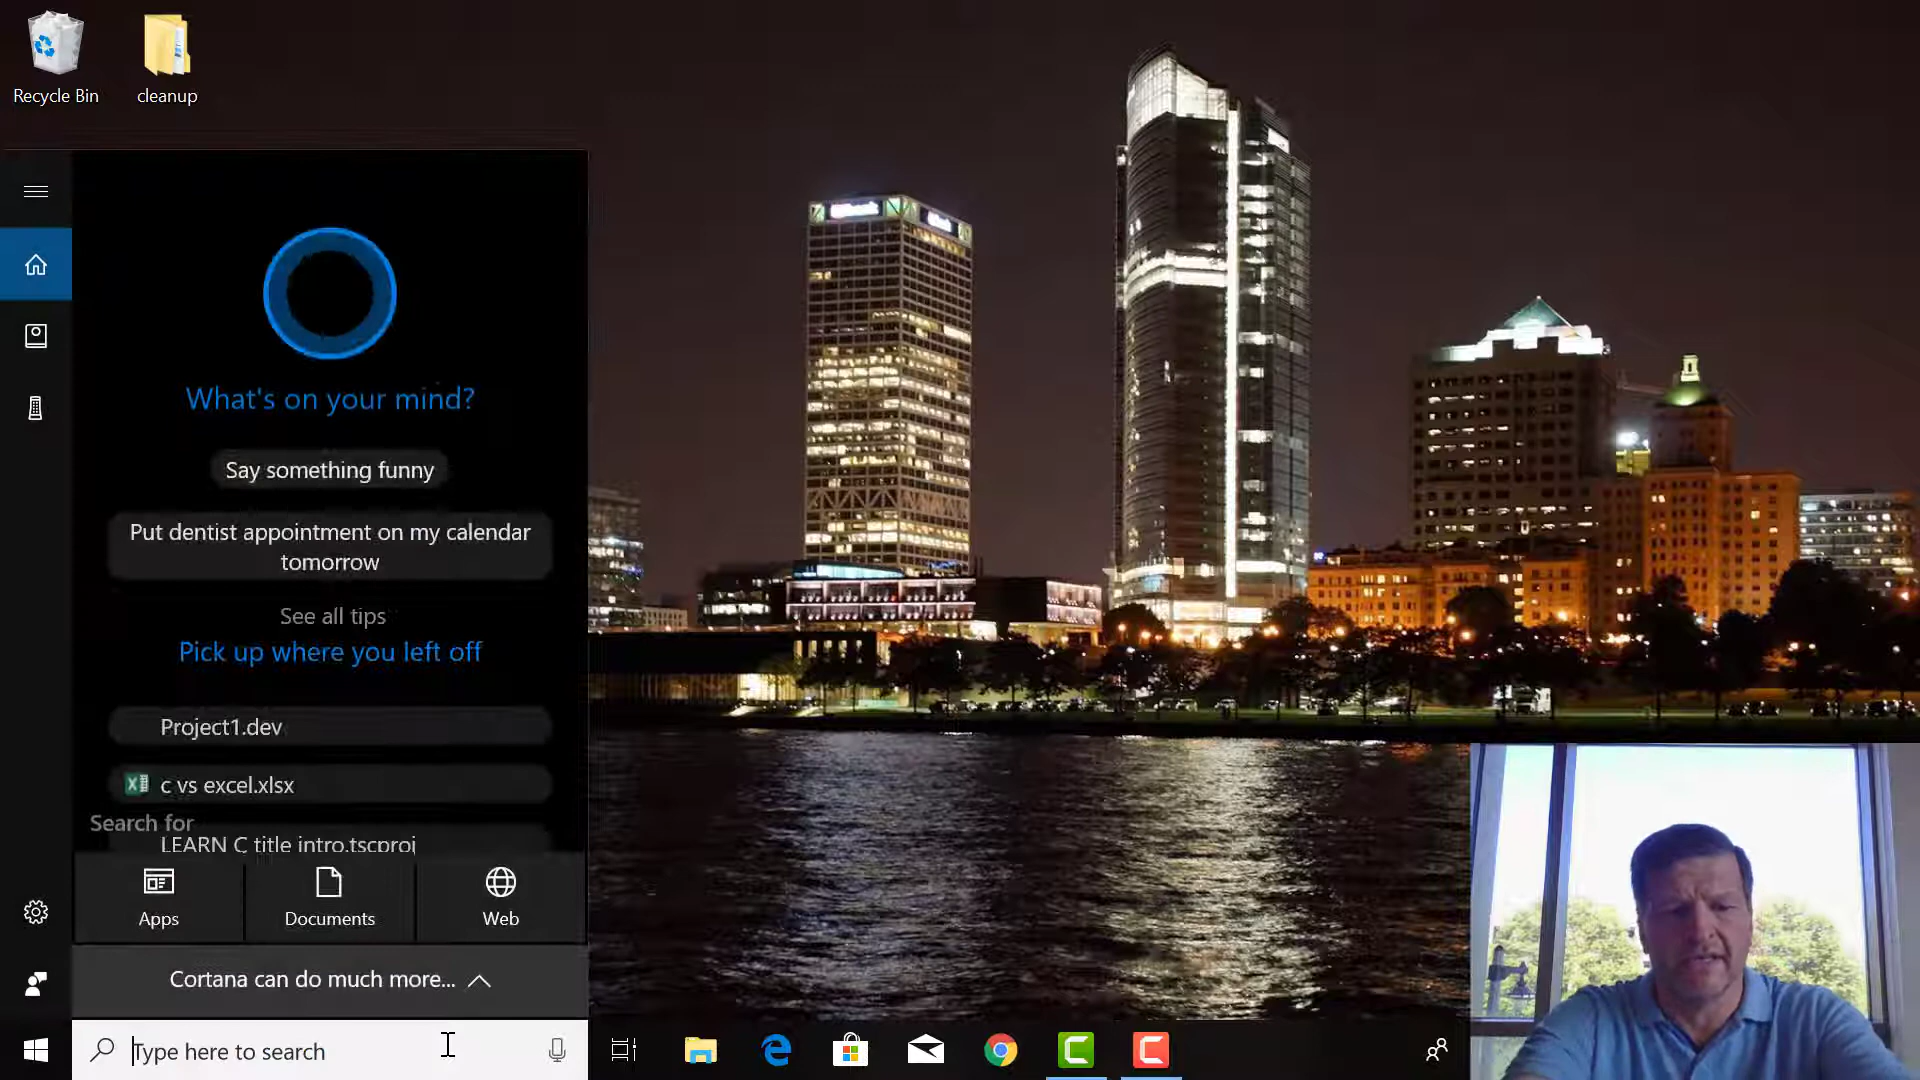 Recycle Bin
cleanup
What's on your mind?
Say something funny
Put dentist appointment on my calendar
tomorrow
See all tips
Pick up where you left off
Project1.dev
c vs excel.xlsx
Search for
LEARN C title intro.tscproj
Apps
Documents
Web
Cortana can do much more...
Type here to search